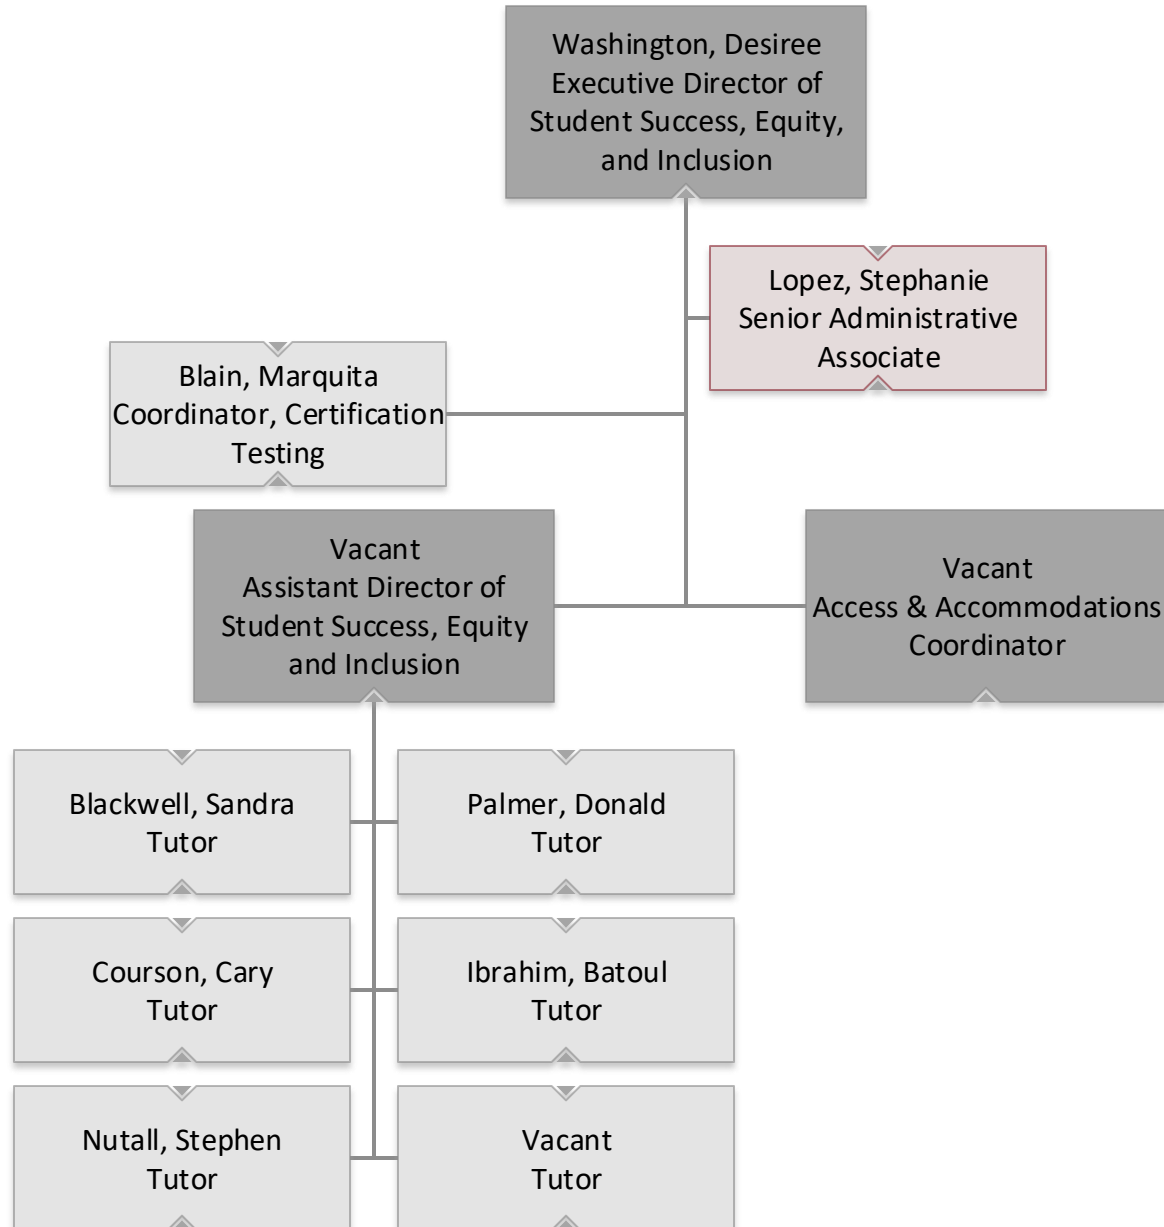 Washington, Desiree
Executive Director of
Student Success, Equity,
and Inclusion
Lopez, Stephanie
Senior Administrative
Associate
Blain, Marquita
Coordinator, Certification
Testing
Vacant
Assistant Director of
Student Success, Equity
and Inclusion
Vacant
Access & Accommodations
Coordinator
Blackwell, Sandra
Tutor
Palmer, Donald
Tutor
Courson, Cary
Tutor
Ibrahim, Batoul
Tutor
Nutall, Stephen
Tutor
Vacant
Tutor